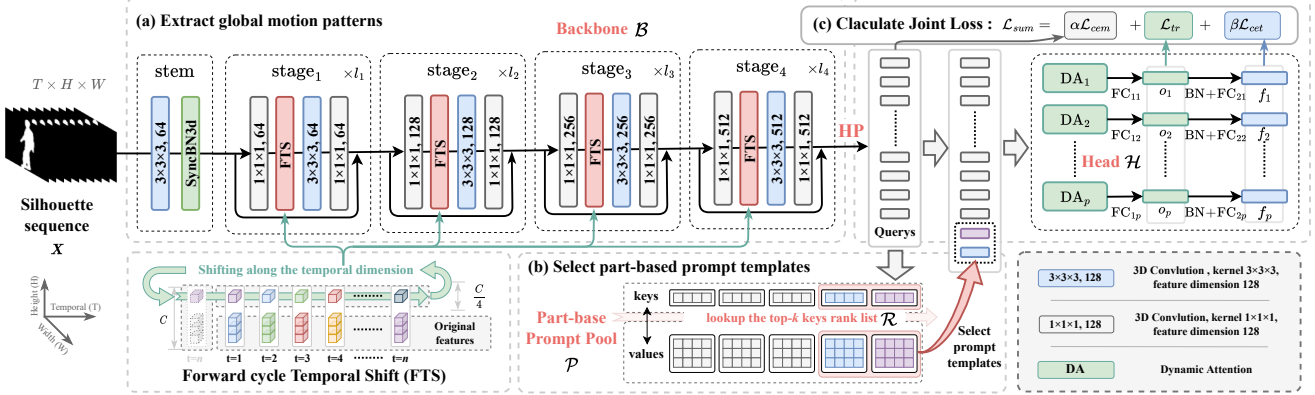 (a) Extract global motion patterns
Backbone ℬ
(c) Claculate Joint Loss : ℒsum = αℒcem + ℒtr + βℒcet
T × H × W
stem
stage1 ×l1
stage2 ×l2
stage3 ×l3
stage4 ×l4
3×3×3, 64
SyncBN3d
1×1×1, 64
FTS
3×3×3, 64
1×1×1, 64
1×1×1, 128
FTS
3×3×3, 128
1×1×1, 128
1×1×1, 256
FTS
3×3×3, 256
1×1×1, 256
1×1×1, 512
FTS
3×3×3, 512
1×1×1, 512
HP
Silhouette
sequence
X
Querys
DA1 FC11 o1 BN+FC21 f1
DA2 FC12 o2 BN+FC22 f2
Head ℋ
DAp FC1p op BN+FC2p fp
Height (H)
Temporal (T)
Width (W)
Shifting along the temporal dimension
C
C/4
Original
features
t=n t=1 t=2 t=3 t=4 ........ t=n
Forward cycle Temporal Shift (FTS)
(b) Select part-based prompt templates
keys
lookup the top-k keys rank list ℛ
Part-base
Prompt Pool
𝒫
values
Select
prompt
templates
3×3×3, 128
3D Convlution , kernel 3×3×3,
feature dimension 128
1×1×1, 128
3D Convlution, kernel 1×1×1,
feature dimension 128
DA
Dynamic Attention